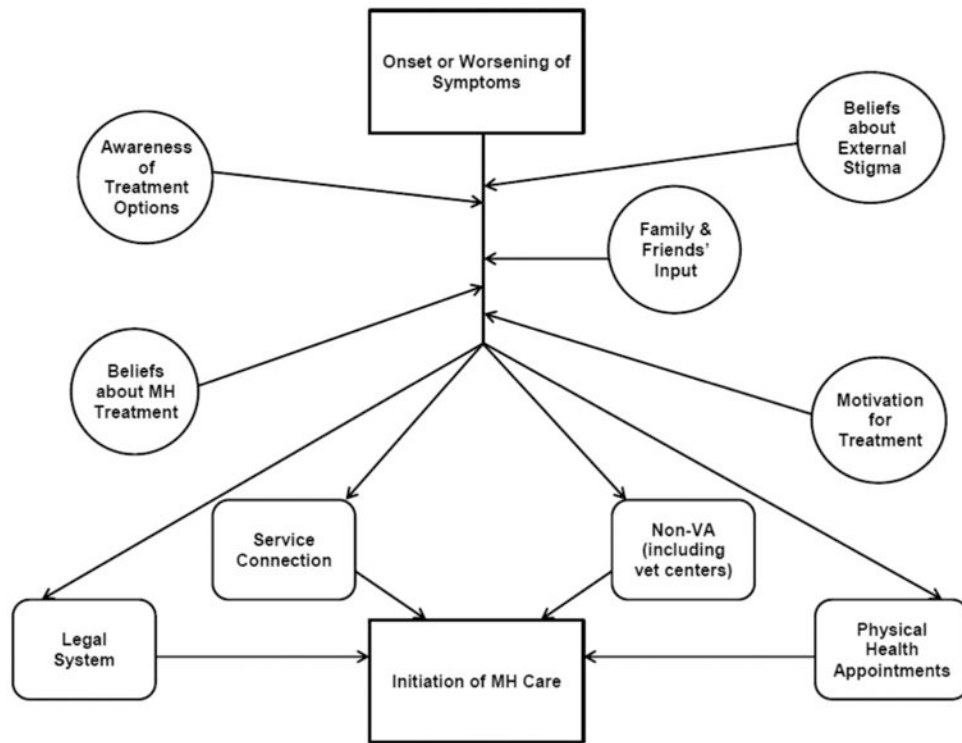 Onset or Worsening of
Symptoms
Awareness
of
Treatment
Options
Beliefs
about
External
Stigma
Family &
Friends'
Input
Beliefs
about MH
Treatment
Motivation
for
Treatment
Service
Connection
Non-VA
(including
vet centers)
Legal
System
Initiation of MH Care
Physical
Health
Appointments